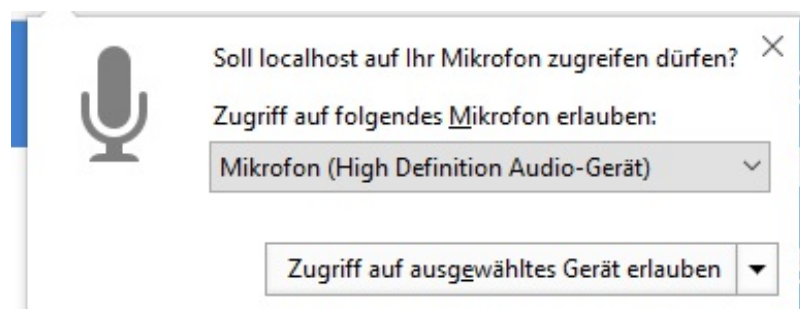 Soll localhost auf Ihr Mikrofon zugreifen dürfen?
Zugriff auf folgendes Mikrofon erlauben:
Mikrofon (High Definition Audio-Gerät)
Zugriff auf ausgewähltes Gerät erlauben